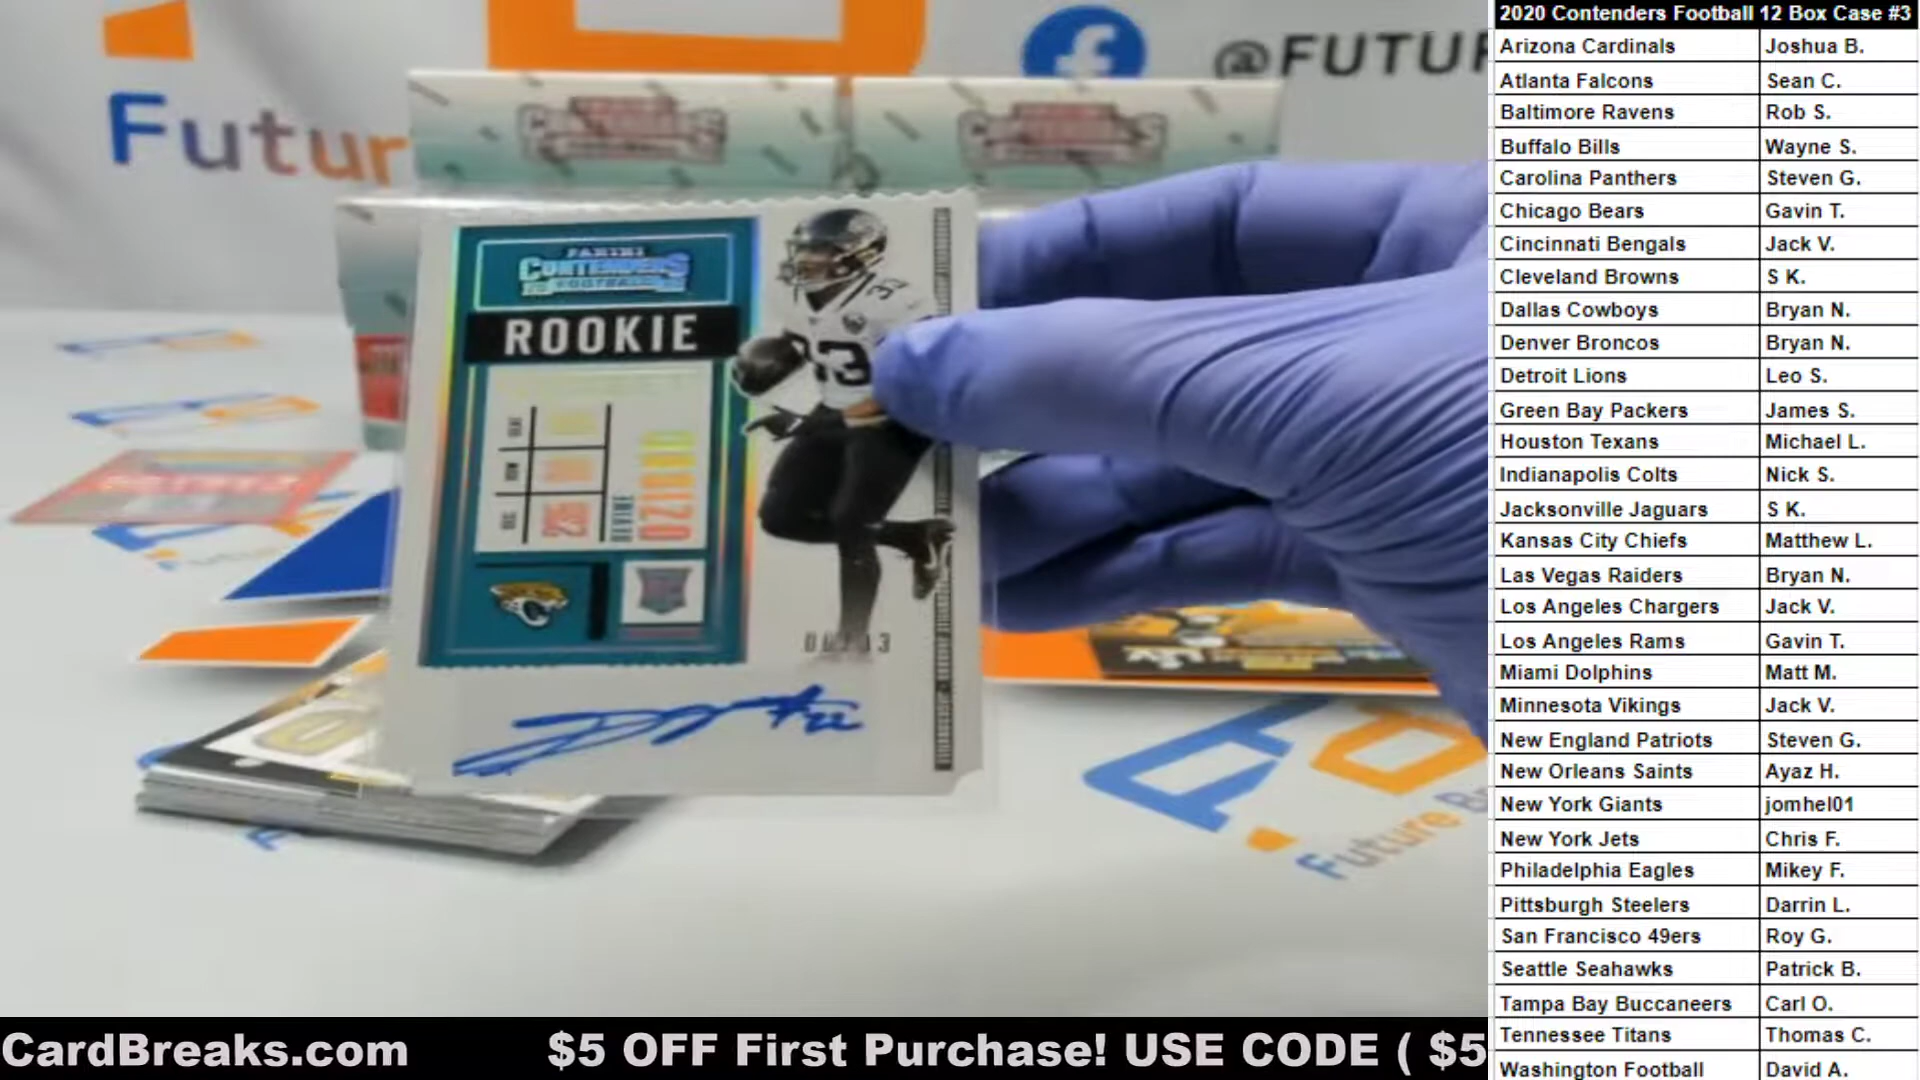 2020 Contenders Football 12 Box Case #3
Arizona Cardinals Joshua B.
Atlanta Falcons Sean C.
Baltimore Ravens Rob S.
Buffalo Bills Wayne S.
Carolina Panthers Steven G.
Chicago Bears Gavin T.
Cincinnati Bengals Jack V.
Cleveland Browns S K.
Dallas Cowboys Bryan N.
Denver Broncos Bryan N.
Detroit Lions Leo S.
Green Bay Packers James S.
Houston Texans Michael L.
Indianapolis Colts Nick S.
Jacksonville Jaguars S K.
Kansas City Chiefs Matthew L.
Las Vegas Raiders Bryan N.
Los Angeles Chargers Jack V.
Los Angeles Rams Gavin T.
Miami Dolphins Matt M.
Minnesota Vikings Jack V.
New England Patriots Steven G.
New Orleans Saints Ayaz H.
New York Giants jomhel01
New York Jets Chris F.
Philadelphia Eagles Mikey F.
Pittsburgh Steelers Darrin L.
San Francisco 49ers Roy G.
Seattle Seahawks Patrick B.
Tampa Bay Buccaneers Carl O.
Tennessee Titans Thomas C.
Washington Football David A.
Futur
@FUTUR
PANINI
CONTENDERS
FOOTBALL
ROOKIE
DEVINE
OZIGBO
33
#22
Future
CardBreaks.com $5 OFF First Purchase! USE CODE ( $5